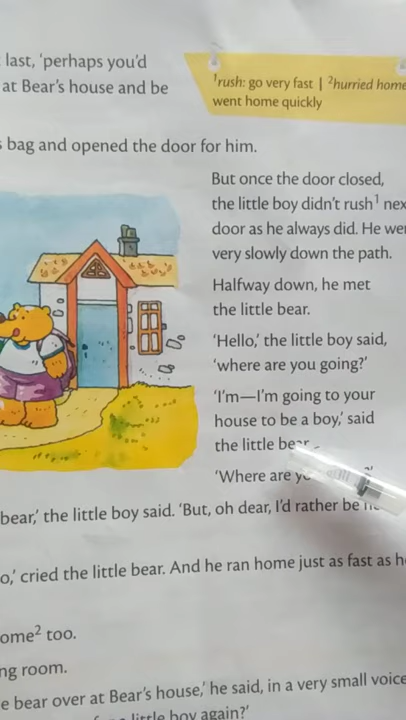 last, 'perhaps you'd
at Bear's house and be
¹rush: go very fast | ²hurried home
went home quickly
bag and opened the door for him.
But once the door closed,
the little boy didn't rush¹
door as he always did. He
very slowly down the path.
Halfway down, he met
the little bear.
'Hello,' the little boy said,
'where are you going?'
'I'm—I'm going to your
house to be a boy,' said
the little bear.
'Where are
bear,' the little boy said. 'But, oh dear, I'd rather be
cried the little bear. And he ran home just as fast as
too.
room.
bear over at Bear's house,' he said, in a very small voice
little boy again?'